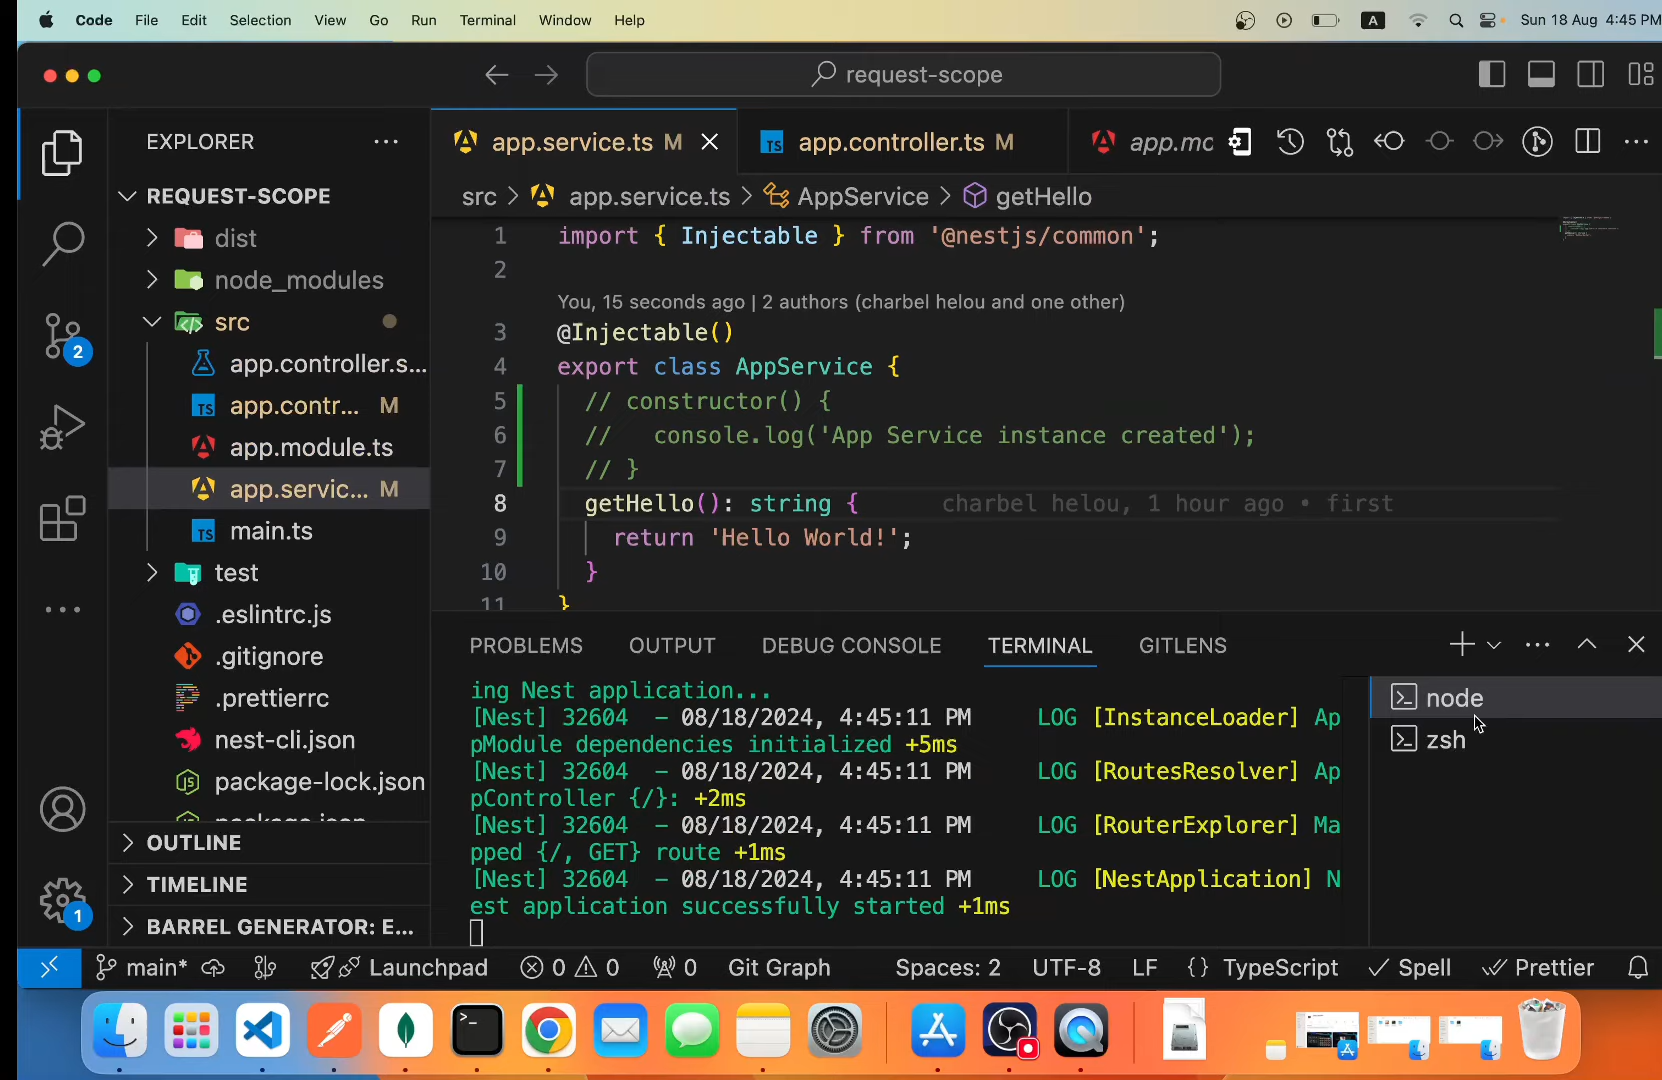 Code File Edit Selection View Go Run Terminal Window Help A Sun 18 Aug 4:45 PM
request-scope
EXPLORER
app.service.ts M
app.controller.ts M
app.mo
REQUEST-SCOPE
dist
node_modules
src
app.controller.s...
app.contr... M
app.module.ts
app.servic... M
main.ts
test
.eslintrc.js
.gitignore
.prettierrc
nest-cli.json
package-lock.json
package.json
OUTLINE
TIMELINE
BARREL GENERATOR: E...
2
1
src > app.service.ts > AppService > getHello
1 import { Injectable } from '@nestjs/common';
2
You, 15 seconds ago | 2 authors (charbel helou and one other)
3 @Injectable()
4 export class AppService {
5 // constructor() {
6 //   console.log('App Service instance created');
7 // }
8 getHello(): string { charbel helou, 1 hour ago • first
9 return 'Hello World!';
10 }
11 }
PROBLEMS OUTPUT DEBUG CONSOLE TERMINAL GITLENS
ing Nest application...
[Nest] 32604 - 08/18/2024, 4:45:11 PM LOG [InstanceLoader] Ap
pModule dependencies initialized +5ms
[Nest] 32604 - 08/18/2024, 4:45:11 PM LOG [RoutesResolver] Ap
pController {/}: +2ms
[Nest] 32604 - 08/18/2024, 4:45:11 PM LOG [RouterExplorer] Ma
pped {/, GET} route +1ms
[Nest] 32604 - 08/18/2024, 4:45:11 PM LOG [NestApplication] N
est application successfully started +1ms
node
zsh
main* Launchpad 0 0 0 Git Graph Spaces: 2 UTF-8 LF {} TypeScript Spell Prettier